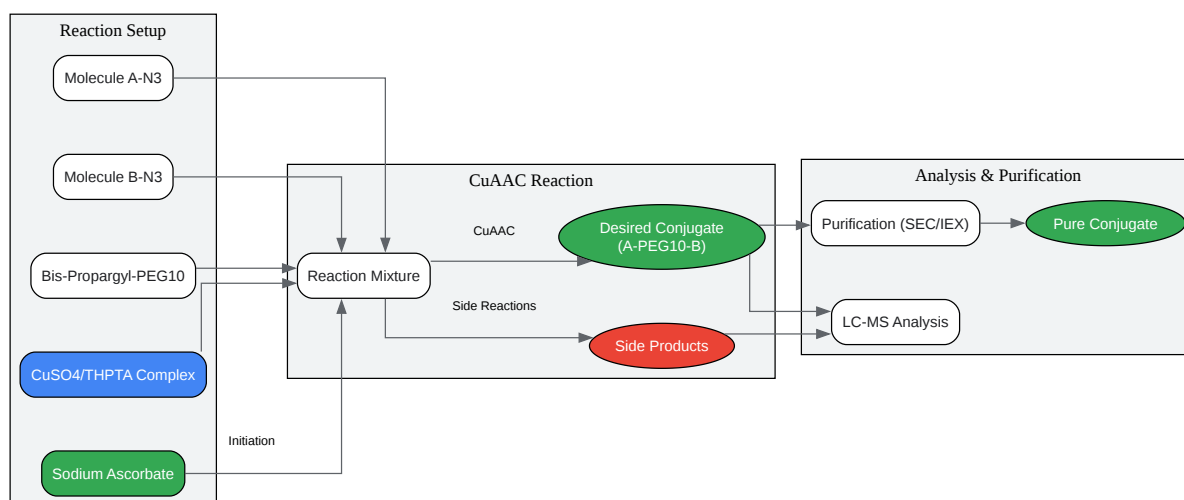 Reaction Setup
Molecule A-N3
Molecule B-N3
Bis-Propargyl-PEG10
CuSO4/THPTA Complex
Sodium Ascorbate
Initiation
CuAAC Reaction
Reaction Mixture
CuAAC
Side Reactions
Desired Conjugate
(A-PEG10-B)
Side Products
Analysis & Purification
Purification (SEC/IEX)
Pure Conjugate
LC-MS Analysis